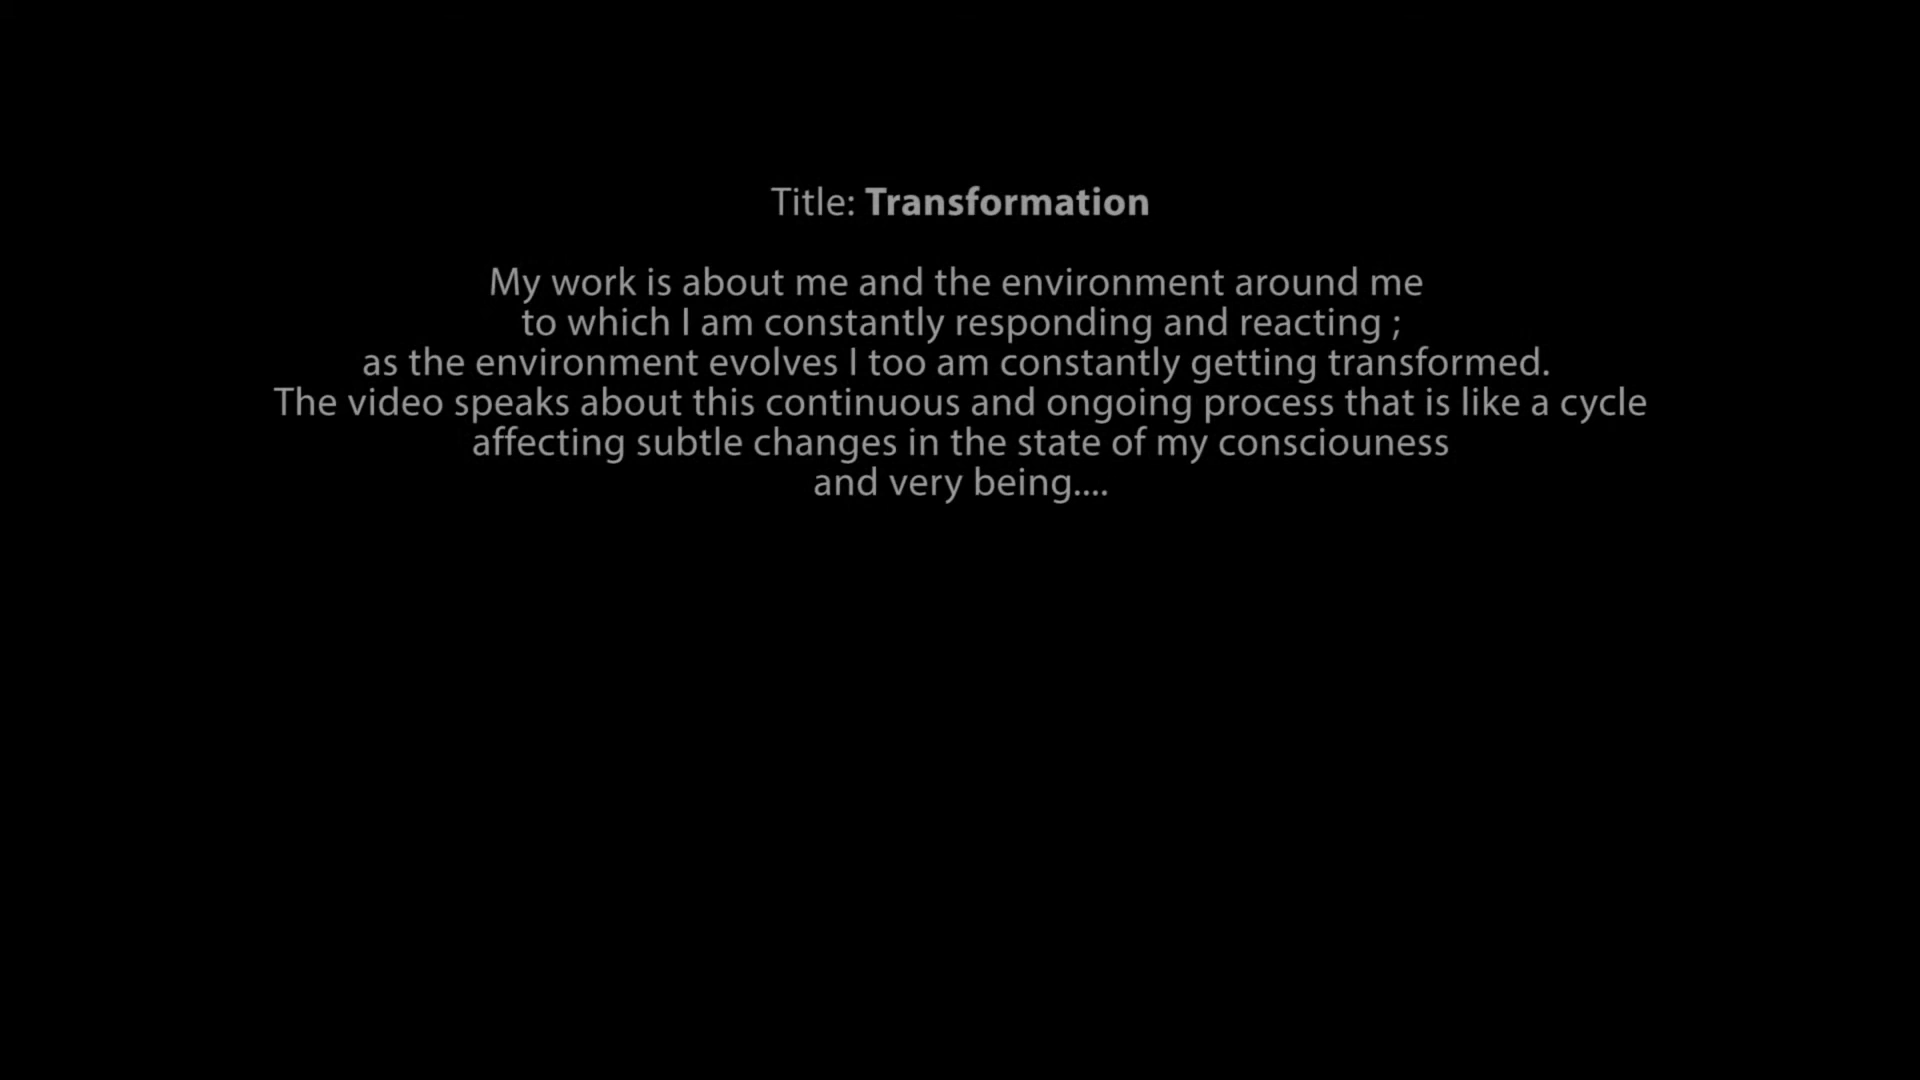 Title: Transformation
My work is about me and the environment around me
to which I am constantly responding and reacting ;
as the environment evolves I too am constantly getting transformed.
The video speaks about this continuous and ongoing process that is like a cycle
affecting subtle changes in the state of my consciouness
and very being....